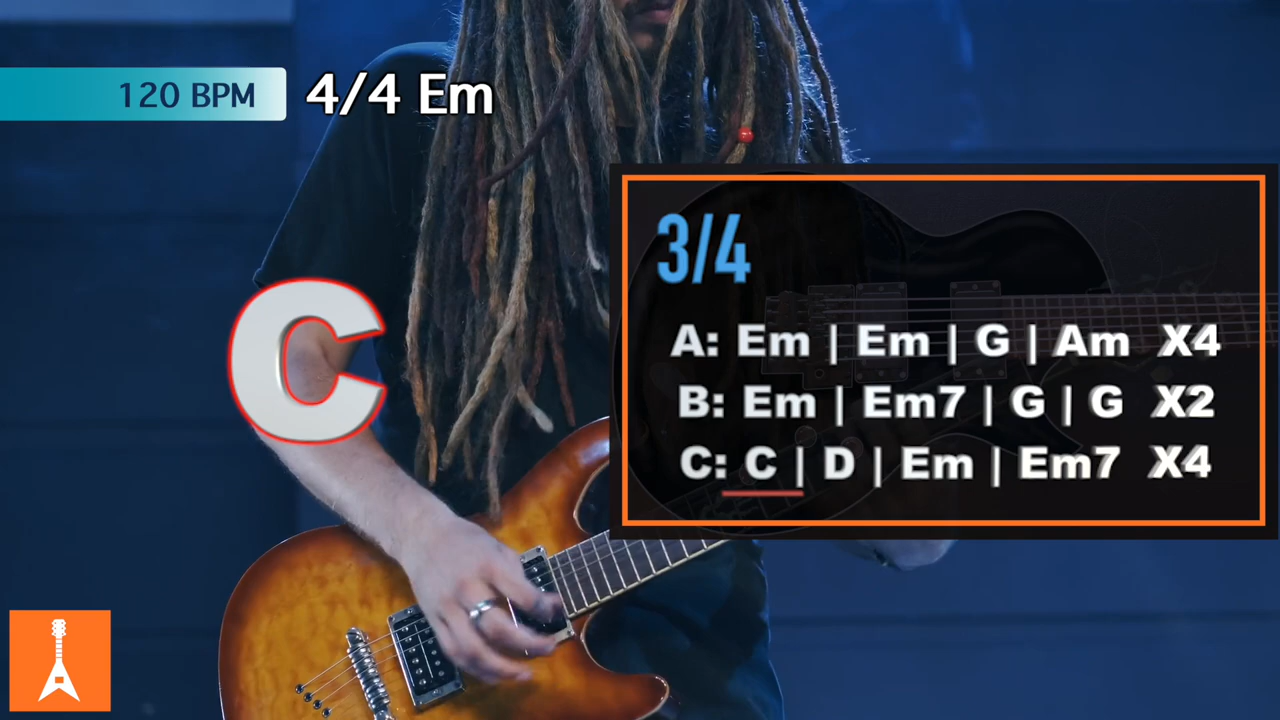 120 BPM
4/4 Em
C
3/4
A: Em | Em | G | Am X4
B: Em | Em7 | G | G X2
C: C | D | Em | Em7 X4